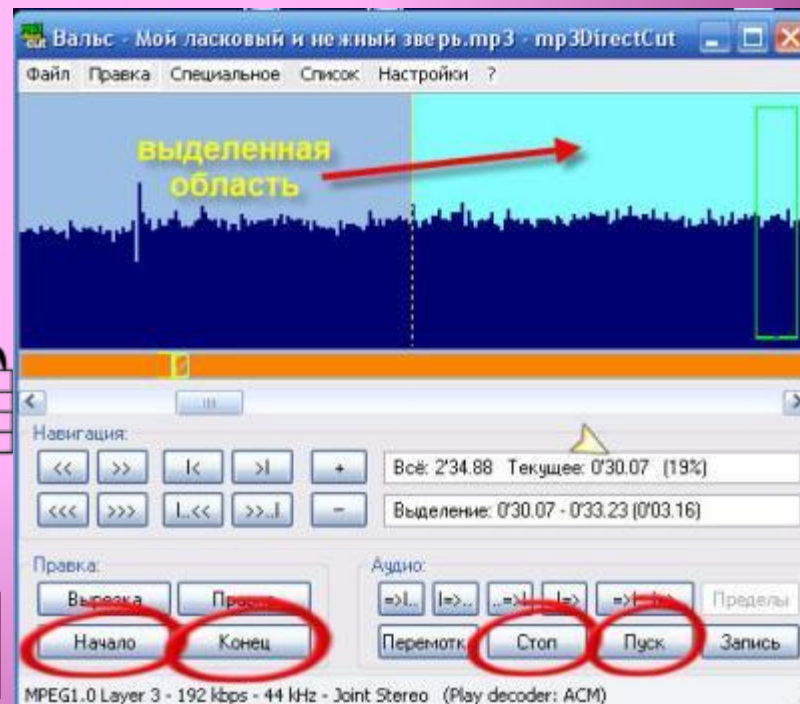 Вальс - Мой ласковый и нежный зверь.mp3 - mp3DirectCut
Файл Правка Специальное Список Настройки ?
выделенная
область
Навигация:
<< >> |< >| +
Всё: 2'34.88 Текущее: 0'30.07 (19%)
<<< >>> |..<< >>..| -
Выделение: 0'30.07 - 0'33.23 (0'03.16)
Правка:
Аудио:
Вырезка
=>|.. |=>.. ..=>| |=> Пределы
Начало Конец
Перемотк Стоп Пуск Запись
MPEG1.0 Layer 3 - 192 kbps - 44 kHz - Joint Stereo (Play decoder: ACM)